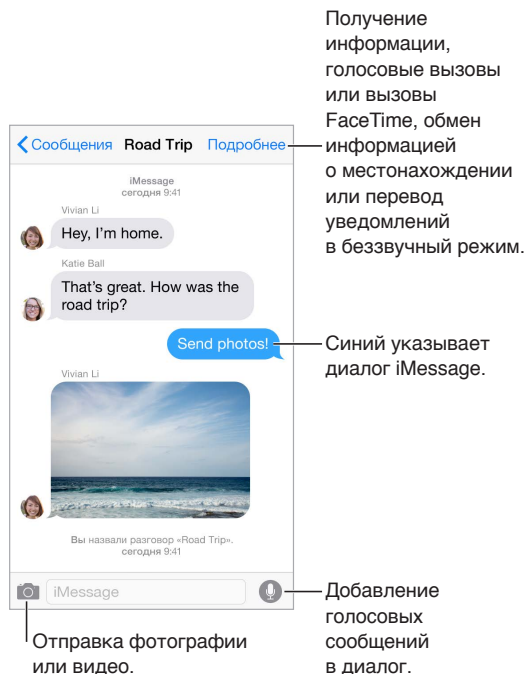 Получение
информации,
голосовые вызовы
или вызовы
FaceTime, обмен
информацией
о местонахождении
или перевод
уведомлений
в беззвучный режим.
Сообщения Road Trip Подробнее
iMessage
сегодня 9:41
Vivian Li
Hey, I’m home.
Katie Ball
That’s great. How was the
road trip?
Send photos!
Синий указывает
диалог iMessage.
Vivian Li
Вы назвали разговор «Road Trip».
сегодня 9:41
iMessage
Добавление
голосовых
сообщений
в диалог.
Отправка фотографии
или видео.